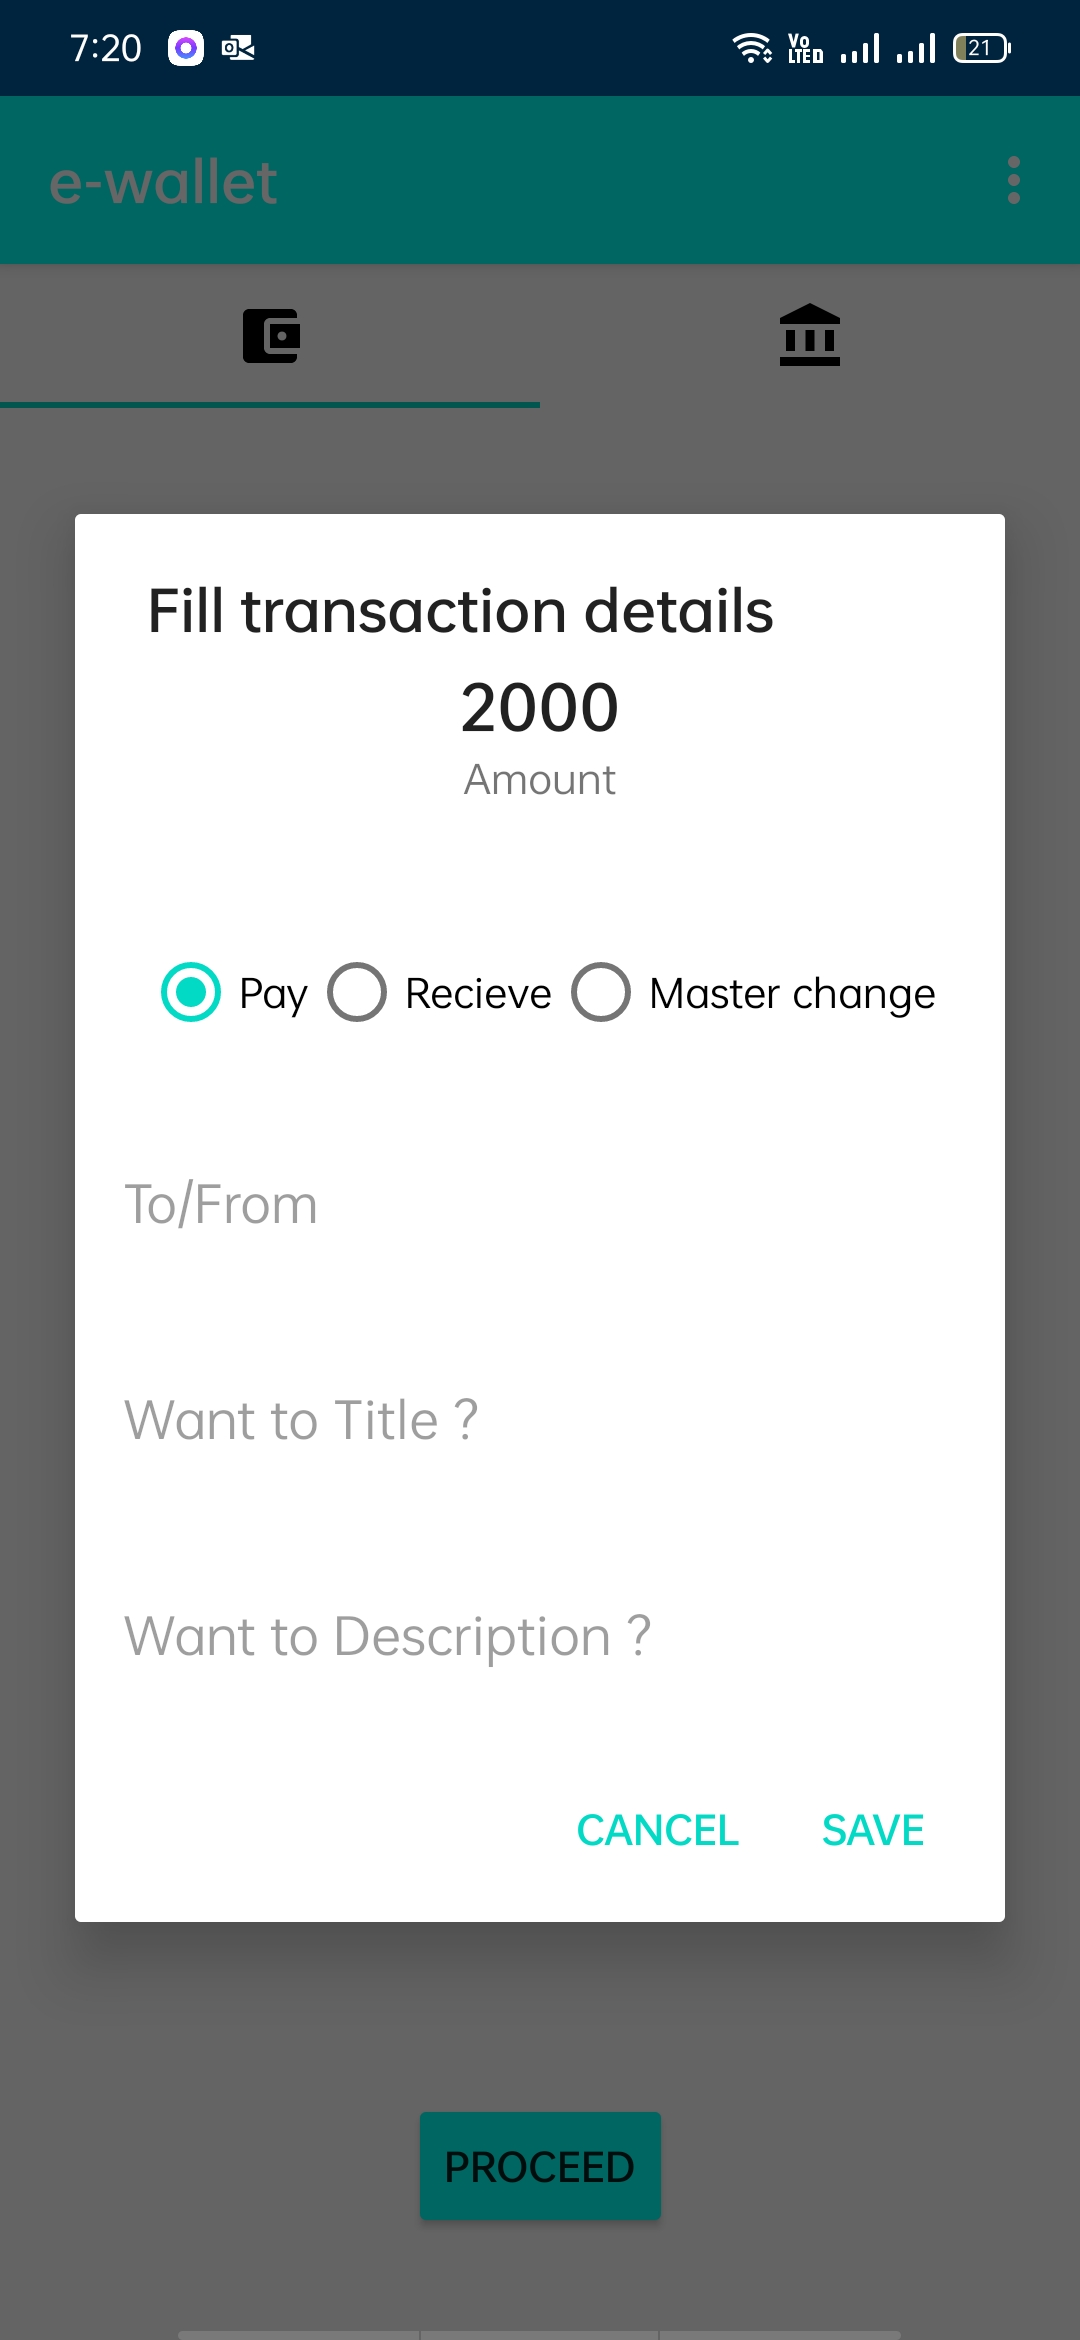 7:20
Vo
LTED
21
e-wallet
Fill transaction details
2000
Amount
Pay
Recieve
Master change
To/From
Want to Title ?
Want to Description ?
CANCEL
SAVE
PROCEED